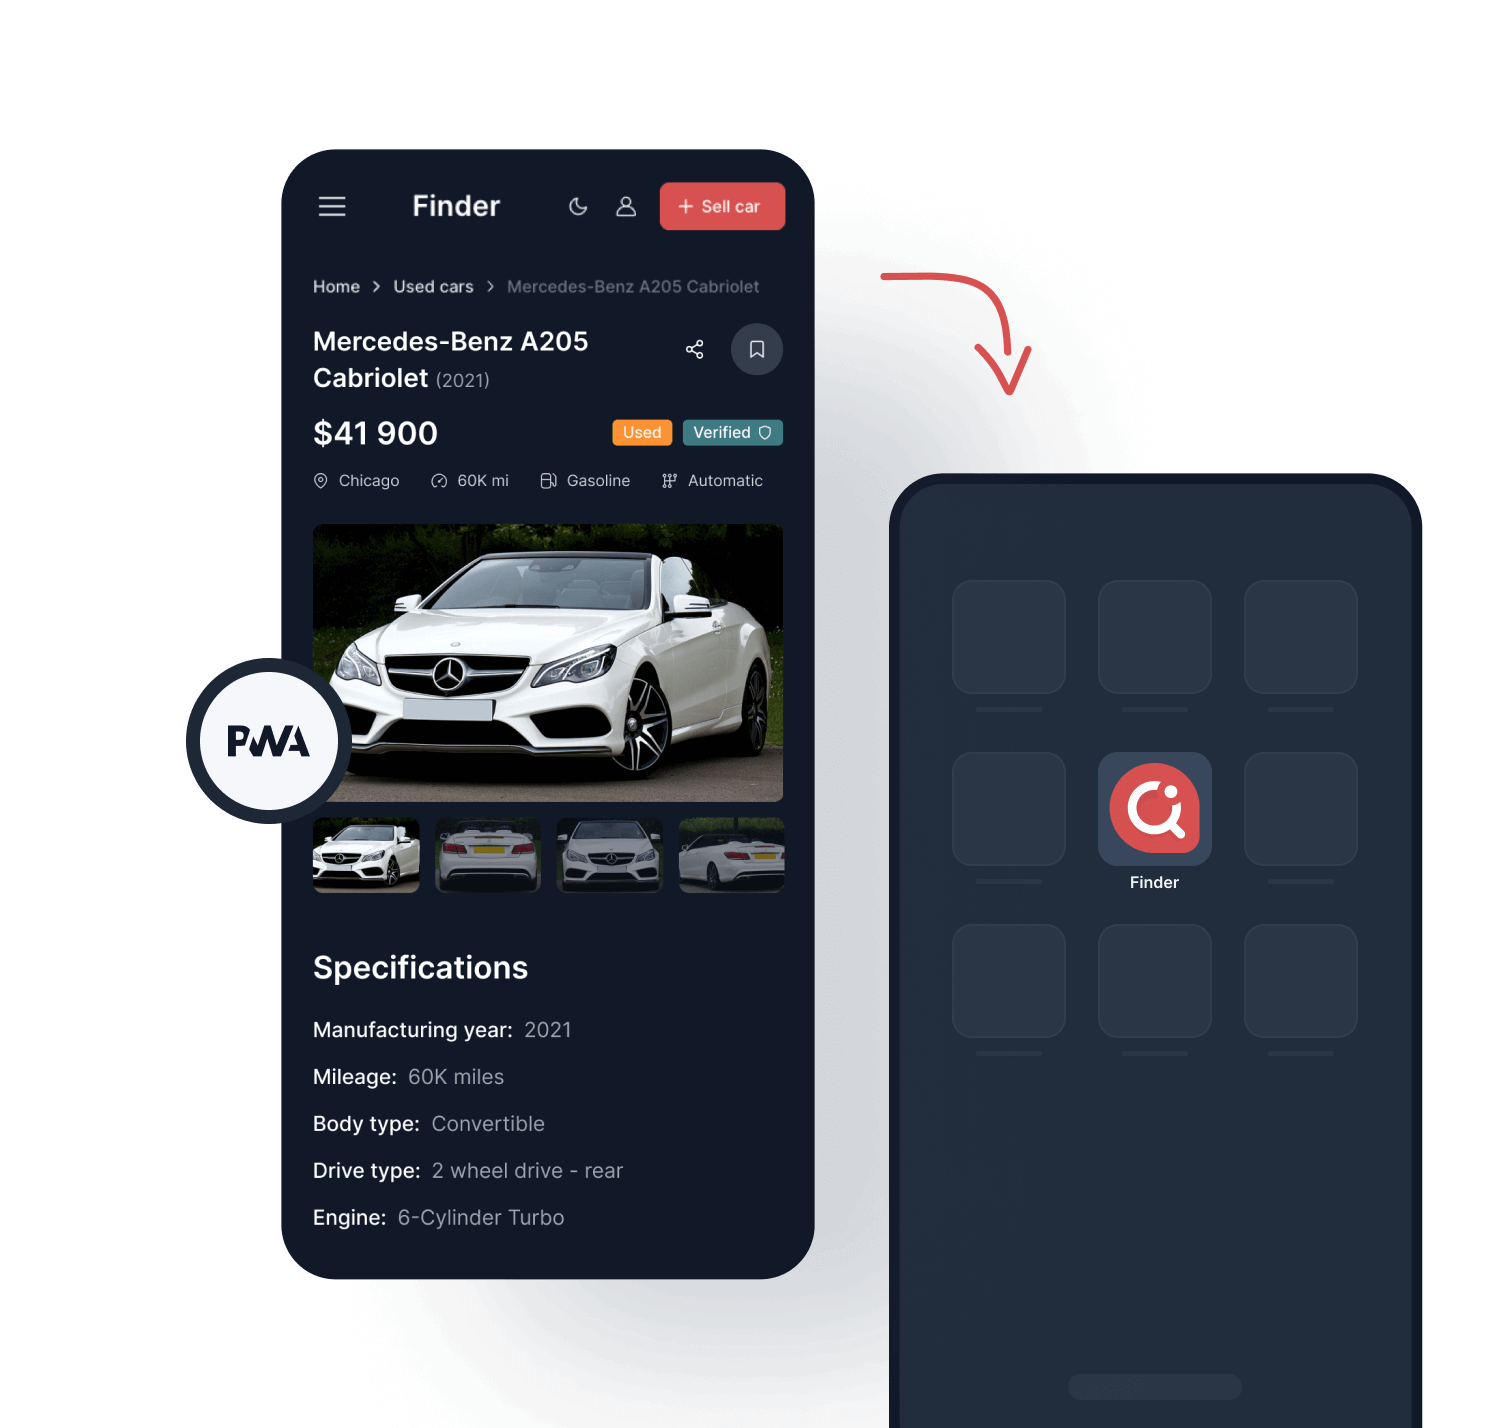 Finder
+ Sell car
Home > Used cars > Mercedes-Benz A205 Cabriolet
Mercedes-Benz A205
Cabriolet (2021)
$41 900
Used
Verified
Chicago
60K mi
Gasoline
Automatic
PWA
Specifications
Manufacturing year: 2021
Mileage: 60K miles
Body type: Convertible
Drive type: 2 wheel drive - rear
Engine: 6-Cylinder Turbo
Finder